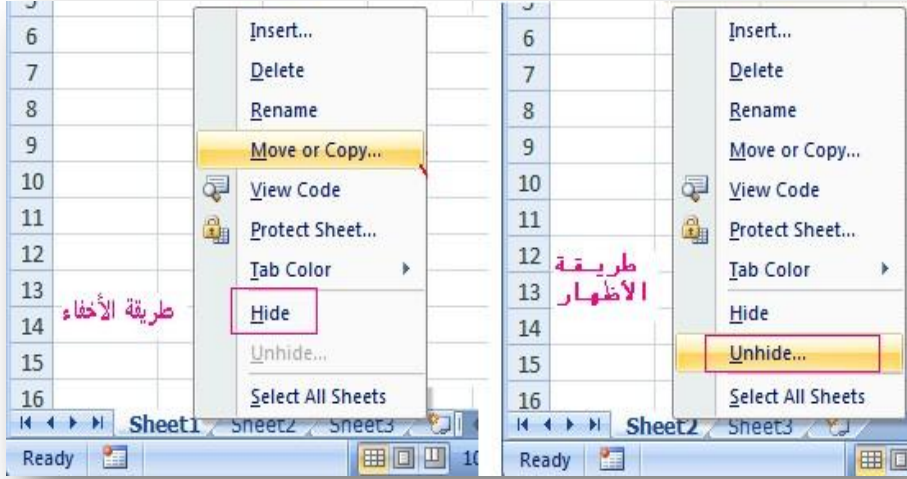 5
6
7
8
9
10
11
12
13
14
15
16
Insert...
Delete
Rename
Move or Copy...
View Code
Protect Sheet...
Tab Color
Hide
Unhide...
Select All Sheets
طريقة الأخفاء
Sheet1 Sheet2 Sheet3
Ready
10
5
6
7
8
9
10
11
12
13
14
15
16
Insert...
Delete
Rename
Move or Copy...
View Code
Protect Sheet...
Tab Color
Hide
Unhide...
Select All Sheets
طريقة
الأظهار
Sheet2 Sheet3
Ready